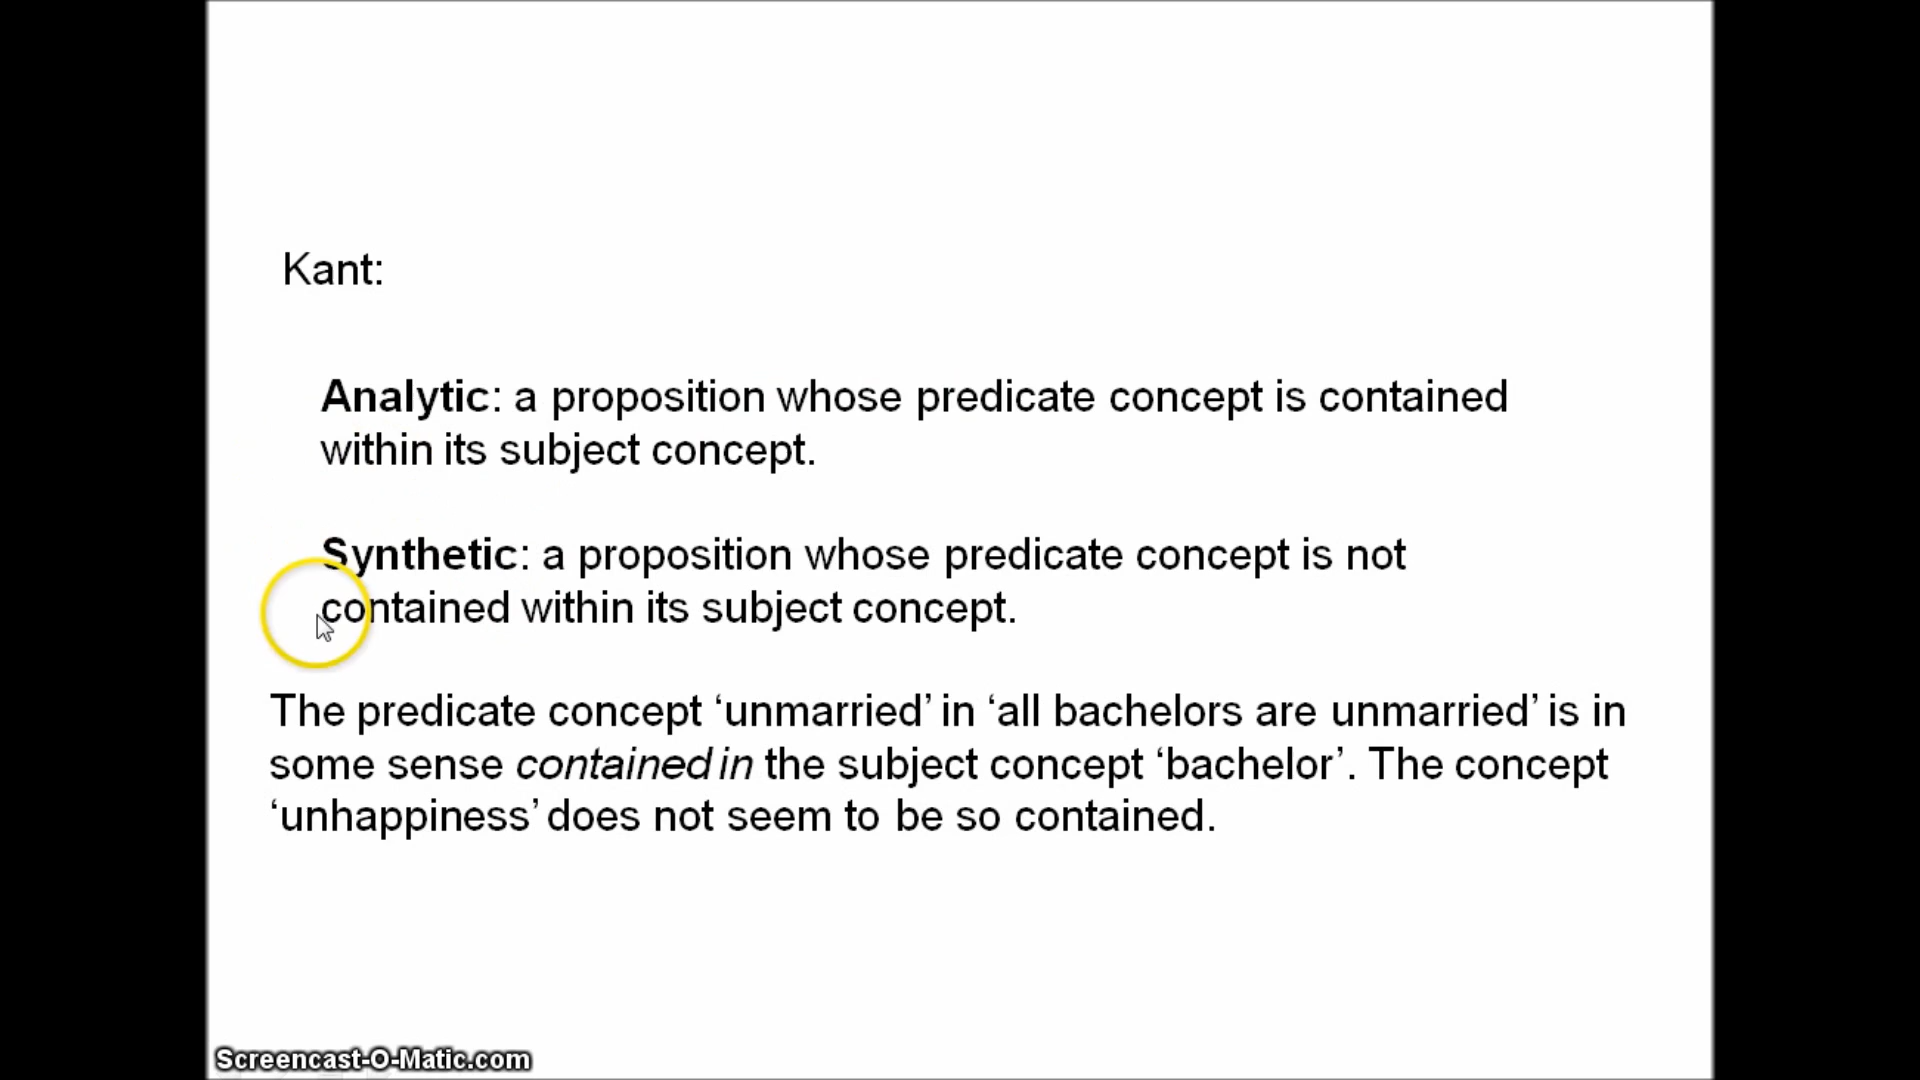 Kant:
Analytic: a proposition whose predicate concept is contained
within its subject concept.
Synthetic: a proposition whose predicate concept is not
contained within its subject concept.
The predicate concept ‘unmarried’ in ‘all bachelors are unmarried’ is in
some sense contained in the subject concept ‘bachelor’. The concept
‘unhappiness’ does not seem to be so contained.
Screencast-O-Matic.com